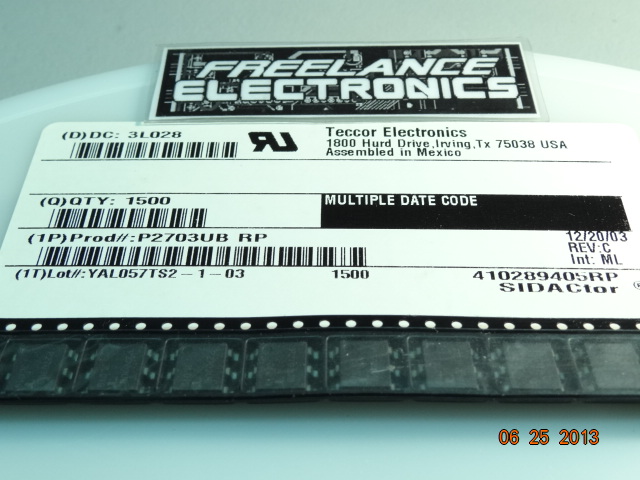 FREELANCE
ELECTRONICS
(D)DC: 3L028
Teccor Electronics
1800 Hurd Drive,Irving,Tx 75038 USA
Assembled in Mexico
(Q)QTY: 1500
MULTIPLE DATE CODE
(1P)Prod#:P2703UB RP
12/20/03
REV:C
Int: ML
(1T)Lot#:YAL057TS2-1-03
1500
410289405RP
SIDACtor
06 25 2013